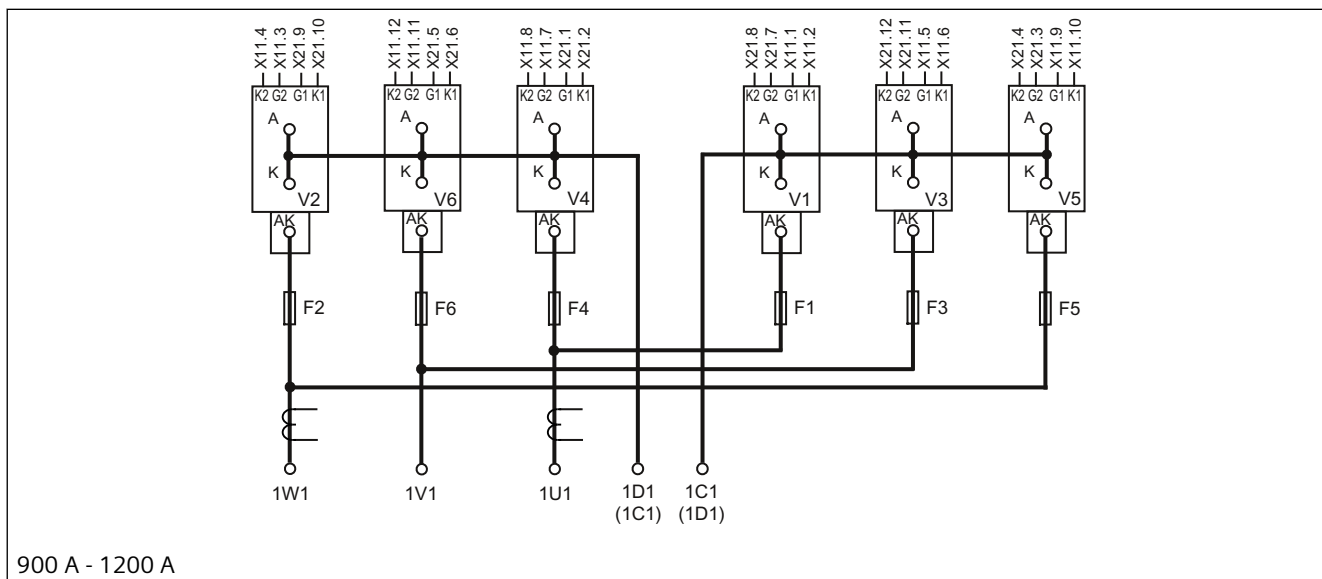 X11.4 X11.3 X21.9 X21.10 X11.12 X11.11 X21.5 X21.6 X11.8 X11.7 X21.1 X21.2 X21.8 X21.7 X11.1 X11.2 X21.12 X21.11 X11.5 X11.6 X21.4 X21.3 X11.9 X11.10
K2 G2 G1 K1 K2 G2 G1 K1 K2 G2 G1 K1 K2 G2 G1 K1 K2 G2 G1 K1 K2 G2 G1 K1
A A A A A A
K K K K K K
V2 V6 V4 V1 V3 V5
AK AK AK AK AK AK
F2 F6 F4 F1 F3 F5
1W1 1V1 1U1 1D1 1C1
(1C1) (1D1)
900 A - 1200 A